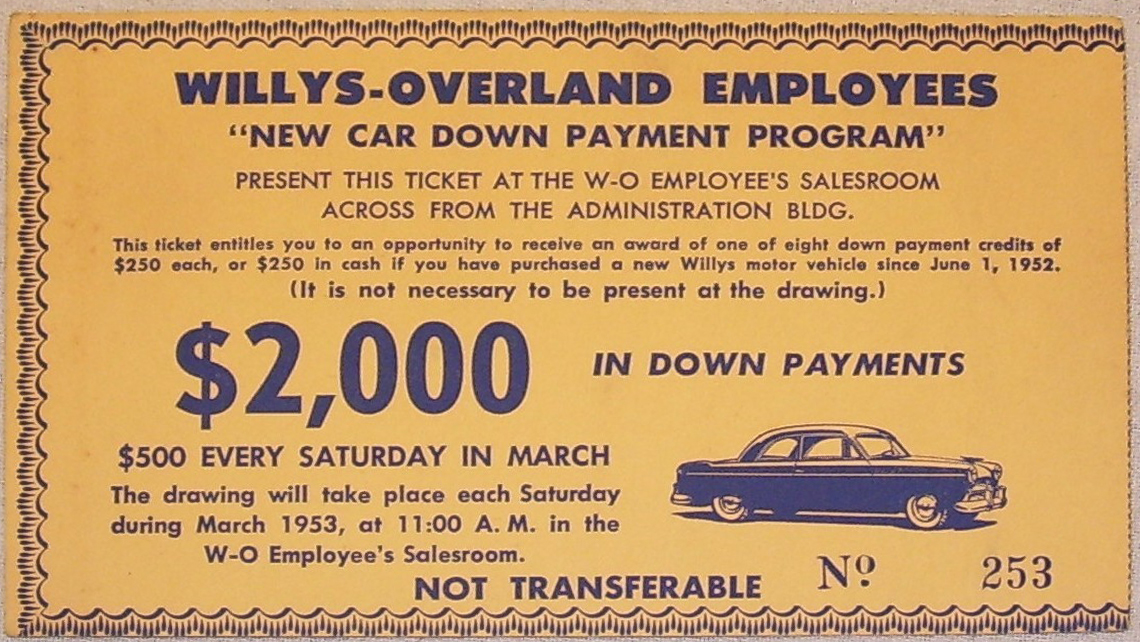 WILLYS-OVERLAND EMPLOYEES
“NEW CAR DOWN PAYMENT PROGRAM”
PRESENT THIS TICKET AT THE W-O EMPLOYEE'S SALESROOM
ACROSS FROM THE ADMINISTRATION BLDG.
This ticket entitles you to an opportunity to receive an award of one of eight down payment credits of
$250 each, or $250 in cash if you have purchased a new Willys motor vehicle since June 1, 1952.
(It is not necessary to be present at the drawing.)
$2,000 IN DOWN PAYMENTS
$500 EVERY SATURDAY IN MARCH
The drawing will take place each Saturday
during March 1953, at 11:00 A. M. in the
W-O Employee's Salesroom.
NOT TRANSFERABLE
Nº 253